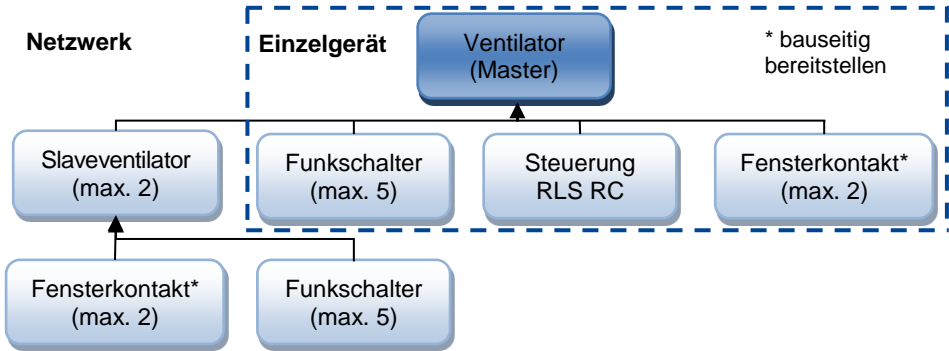 Netzwerk
Einzelgerät
Ventilator
(Master)
* bauseitig
bereitstellen
Slaveventilator
(max. 2)
Funkschalter
(max. 5)
Steuerung
RLS RC
Fensterkontakt*
(max. 2)
Fensterkontakt*
(max. 2)
Funkschalter
(max. 5)